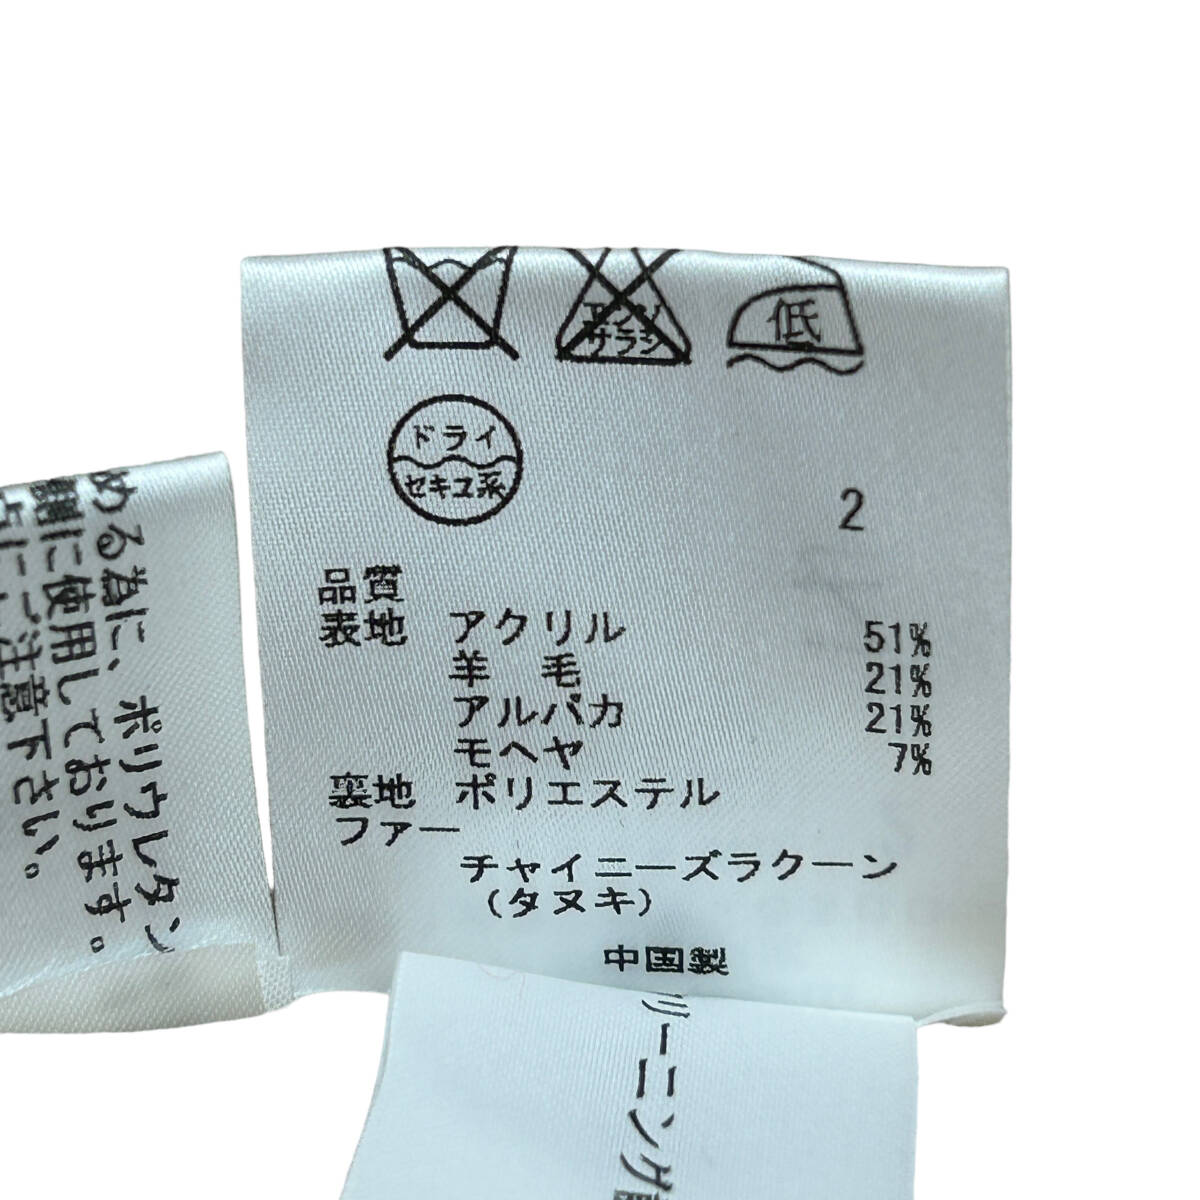 エンソ
サラシ
低
ドライ
セキユ系
2
品質
表地 アクリル 51%
羊 毛 21%
アルパカ 21%
モヘヤ 7%
裏地 ポリエステル
ファー
チャイニーズラクーン
(タヌキ)
中国製
める為に、ポリウレタン
側に使用しております。
点にご注意下さい。
リーニング